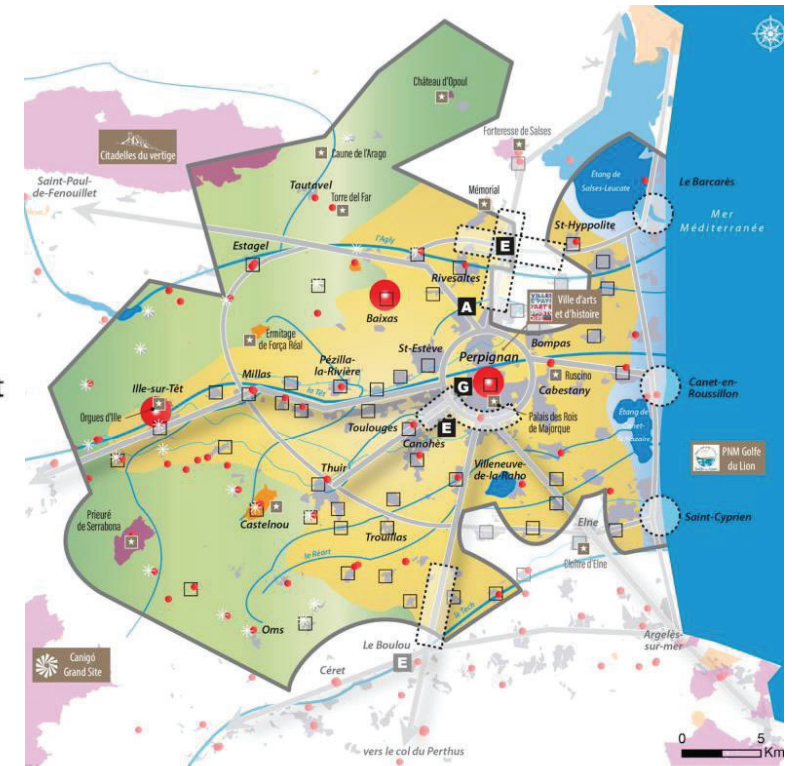 Château d'Opoul
Citadelles du vertige
Forteresse de Salses
Caune de l'Arago
Saint-Paul-
de-Fenouillet
Tautavel
Torre del Far
Mémorial
Étang de
Salses-Leucate
Le Barcarès
Mer
Méditerranée
St-Hyppolite
l'Agly
E
Estagel
Rivesaltes
Ville d'arts
et d'histoire
A
Baixas
Ermitage
de Força Réal
St-Estève
Perpignan
Bompas
Pézilla-
la-Rivière
Millas
Ille-sur-Tét
Ruscino
la Têt
G
Cabestany
Canet-en-
Roussillon
Orgues d'Ille
t
Palais des Rois
de Majorque
Étang de
Canet-
St-Nazaire
Toulouges
E
Canohès
PNM Golfe
du Lion
Thuir
Villeneuve-
de-la-Raho
Prieuré
de Serrabona
Castelnou
Saint-Cyprien
Elne
Trouillas
Cloître d'Elne
le Réart
le Tech
Oms
Canigó
Grand Site
Le Boulou
E
Argelès-
sur-mer
Céret
vers le col du Perthus
0 5
Km